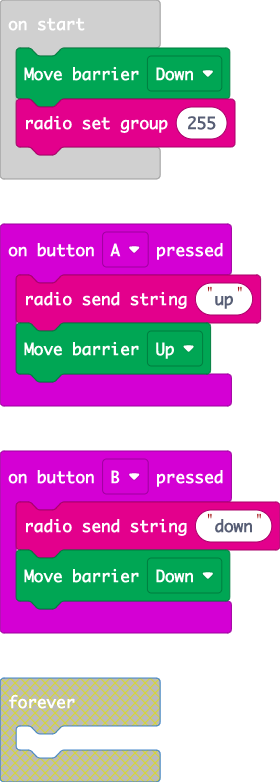 on start
Move barrier Down
radio set group 255
on button A pressed
radio send string "up"
Move barrier Up
on button B pressed
radio send string "down"
Move barrier Down
forever